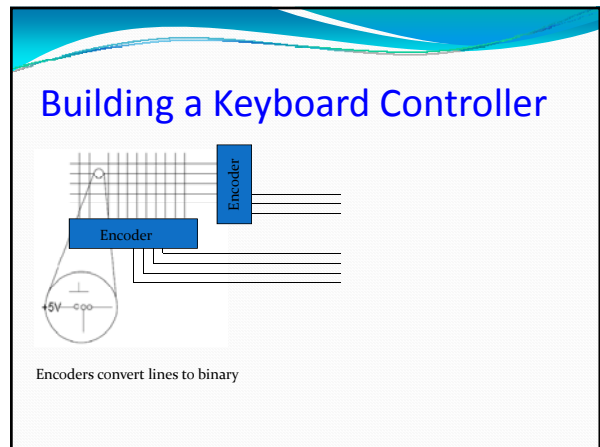 Building a Keyboard Controller
Encoder
Encoder
+5V
Encoders convert lines to binary